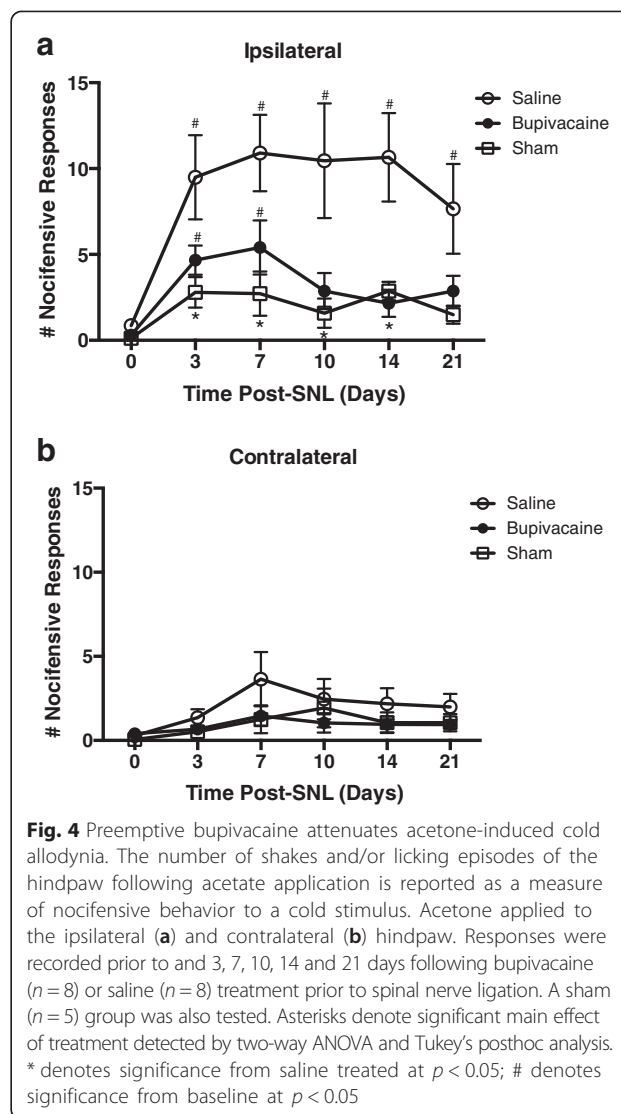 a
Ipsilateral
15
10
5
0
# Nocifensive Responses
# # # # #
# #
* * * *
0 3 7 10 14 21
Time Post-SNL (Days)
Saline
Bupivacaine
Sham
b
Contralateral
15
10
5
0
# Nocifensive Responses
0 3 7 10 14 21
Time Post-SNL (Days)
Saline
Bupivacaine
Sham
Fig. 4 Preemptive bupivacaine attenuates acetone-induced cold
allodynia. The number of shakes and/or licking episodes of the
hindpaw following acetate application is reported as a measure
of nocifensive behavior to a cold stimulus. Acetone applied to
the ipsilateral (a) and contralateral (b) hindpaw. Responses were
recorded prior to and 3, 7, 10, 14 and 21 days following bupivacaine
(n = 8) or saline (n = 8) treatment prior to spinal nerve ligation. A sham
(n = 5) group was also tested. Asterisks denote significant main effect
of treatment detected by two-way ANOVA and Tukey's posthoc analysis.
* denotes significance from saline treated at p < 0.05; # denotes
significance from baseline at p < 0.05